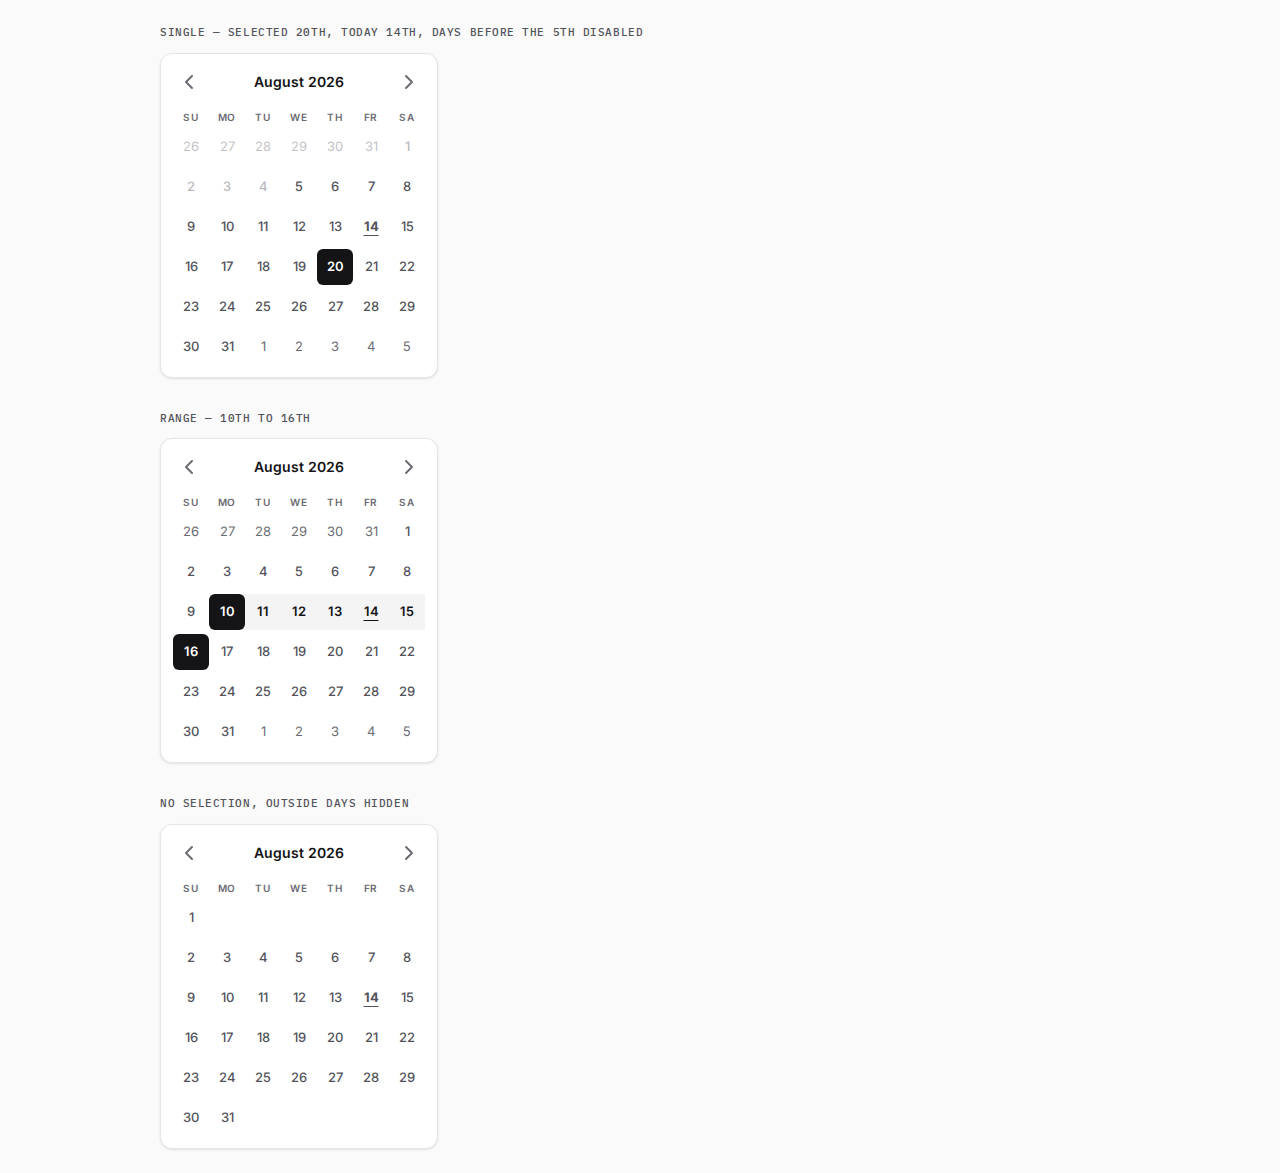 SINGLE — SELECTED 20TH, TODAY 14TH, DAYS BEFORE THE 5TH DISABLED
August 2026
SU MO TU WE TH FR SA
26 27 28 29 30 31 1
2 3 4 5 6 7 8
9 10 11 12 13 14 15
16 17 18 19 20 21 22
23 24 25 26 27 28 29
30 31 1 2 3 4 5
RANGE — 10TH TO 16TH
August 2026
SU MO TU WE TH FR SA
26 27 28 29 30 31 1
2 3 4 5 6 7 8
9 10 11 12 13 14 15
16 17 18 19 20 21 22
23 24 25 26 27 28 29
30 31 1 2 3 4 5
NO SELECTION, OUTSIDE DAYS HIDDEN
August 2026
SU MO TU WE TH FR SA
1
2 3 4 5 6 7 8
9 10 11 12 13 14 15
16 17 18 19 20 21 22
23 24 25 26 27 28 29
30 31